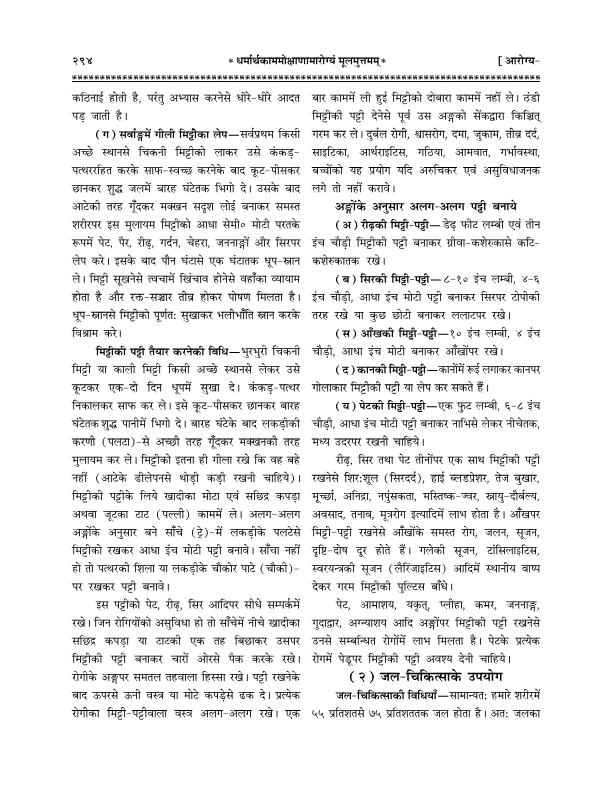 २९४
* धर्मार्थकाममोक्षाणामारोग्यं मूलमुत्तमम् *
[ आरोग्य-
कठिनाई होती है, परंतु अभ्यास करनेसे धीरे-धीरे आदत
पड़ जाती है।
( ग ) सर्वाङ्गमें गीली मिट्टीका लेप—सर्वप्रथम किसी
अच्छे स्थानसे चिकनी मिट्टीको लाकर उसे कंकड़-
पत्थररहित करके साफ-स्वच्छ करनेके बाद कूट-पीसकर
छानकर शुद्ध जलमें बारह घंटेतक भिगो दे। उसके बाद
आटेकी तरह गूँदकर मक्खन सदृश लोई बनाकर समस्त
शरीरपर इस मुलायम मिट्टीको आधा सेमी० मोटी परतके
रूपमें पेट, पैर, रीढ़, गर्दन, चेहरा, जननाङ्गों और सिरपर
लेप करे। इसके बाद पौन घंटासे एक घंटातक धूप-स्नान
ले। मिट्टी सूखनेसे त्वचामें खिंचाव होनेसे वहाँका व्यायाम
होता है और रक्त-सञ्चार तीव्र होकर पोषण मिलता है।
धूप-स्नानसे मिट्टीको पूर्णत: सुखाकर भलीभाँति स्नान करके
विश्राम करे।
मिट्टीकी पट्टी तैयार करनेकी विधि—भुरभुरी चिकनी
मिट्टी या काली मिट्टी किसी अच्छे स्थानसे लेकर उसे
कूटकर एक-दो दिन धूपमें सुखा दे। कंकड़-पत्थर
निकालकर साफ कर ले। इसे कूट-पीसकर छानकर बारह
घंटेतक शुद्ध पानीमें भिगो दे। बारह घंटेके बाद लकड़ीकी
करणी (पलटा)-से अच्छी तरह गूँदकर मक्खनकी तरह
मुलायम कर ले। मिट्टीको इतना ही गीला रखे कि वह बहे
नहीं (आटेके ढीलेपनसे थोड़ी कड़ी रखनी चाहिये)।
मिट्टीकी पट्टीके लिये खादीका मोटा एवं सछिद्र कपड़ा
अथवा जूटका टाट (पल्ली) काममें ले। अलग-अलग
अङ्गोंके अनुसार बने साँचे (ट्रे)-में लकड़ीके पलटेसे
मिट्टीको रखकर आधा इंच मोटी पट्टी बनावे। साँचा नहीं
हो तो पत्थरकी शिला या लकड़ीके चौकोर पाटे (चौकी)-
पर रखकर पट्टी बनावे।
इस पट्टीको पेट, रीढ़, सिर आदिपर सीधे सम्पर्कमें
रखे। जिन रोगियोंको असुविधा हो तो साँचेमें नीचे खादीका
सछिद्र कपड़ा या टाटकी एक तह बिछाकर उसपर
मिट्टीकी पट्टी बनाकर चारों ओरसे पैक करके रखे।
रोगीके अङ्गपर समतल तहवाला हिस्सा रखे। पट्टी रखनेके
बाद ऊपरसे ऊनी वस्त्र या मोटे कपड़ेसे ढक दे। प्रत्येक
रोगीका मिट्टी-पट्टीवाला वस्त्र अलग-अलग रखे। एक
बार काममें ली हुई मिट्टीको दोबारा काममें नहीं ले। ठंडी
मिट्टीकी पट्टी देनेसे पूर्व उस अङ्गको सेंकद्वारा किञ्चित्
गरम कर ले। दुर्बल रोगी, श्वासरोग, दमा, जुकाम, तीव्र दर्द,
साइटिका, आर्थराइटिस, गठिया, आमवात, गर्भावस्था,
बच्चोंको यह प्रयोग यदि अरुचिकर एवं असुविधाजनक
लगे तो नहीं करावे।
अङ्गोंके अनुसार अलग-अलग पट्टी बनाये
( अ ) रीढ़की मिट्टी-पट्टी—डेढ़ फीट लम्बी एवं तीन
इंच चौड़ी मिट्टीकी पट्टी बनाकर ग्रीवा-कशेरुकासे कटि-
कशेरुकातक रखे।
( ब ) सिरकी मिट्टी-पट्टी—८-१० इंच लम्बी, ४-६
इंच चौड़ी, आधा इंच मोटी पट्टी बनाकर सिरपर टोपीकी
तरह रखे या कुछ छोटी बनाकर ललाटपर रखे।
( स ) आँखकी मिट्टी-पट्टी—१० इंच लम्बी, ४ इंच
चौड़ी, आधा इंच मोटी बनाकर आँखोंपर रखे।
( द ) कानकी मिट्टी-पट्टी—कानोंमें रूई लगाकर कानपर
गोलाकार मिट्टीकी पट्टी या लेप कर सकते हैं।
( य ) पेटकी मिट्टी-पट्टी—एक फुट लम्बी, ६-८ इंच
चौड़ी, आधा इंच मोटी पट्टी बनाकर नाभिसे लेकर नीचेतक,
मध्य उदरपर रखनी चाहिये।
रीढ़, सिर तथा पेट तीनोंपर एक साथ मिट्टीकी पट्टी
रखनेसे शिर:शूल (सिरदर्द), हाई ब्लडप्रेशर, तेज बुखार,
मूर्च्छा, अनिद्रा, नपुंसकता, मस्तिष्क-ज्वर, स्नायु-दौर्बल्य,
अवसाद, तनाव, मूत्ररोग इत्यादिमें लाभ होता है। आँखपर
मिट्टी-पट्टी रखनेसे आँखोंके समस्त रोग, जलन, सूजन,
दृष्टि-दोष दूर होते हैं। गलेकी सूजन, टांसिलाइटिस,
स्वरयन्त्रकी सूजन (लैरिंजाइटिस) आदिमें स्थानीय वाष्प
देकर गरम मिट्टीकी पुल्टिस बाँधे।
पेट, आमाशय, यकृत्, प्लीहा, कमर, जननाङ्ग,
गुदाद्वार, अग्न्याशय आदि अङ्गोंपर मिट्टीकी पट्टी रखनेसे
उनसे सम्बन्धित रोगोंमें लाभ मिलता है। पेटके प्रत्येक
रोगमें पेडूपर मिट्टीकी पट्टी अवश्य देनी चाहिये।
( २ ) जल-चिकित्साके उपयोग
जल-चिकित्साकी विधियाँ—सामान्यत: हमारे शरीरमें
५५ प्रतिशतसे ७५ प्रतिशततक जल होता है। अत: जलका